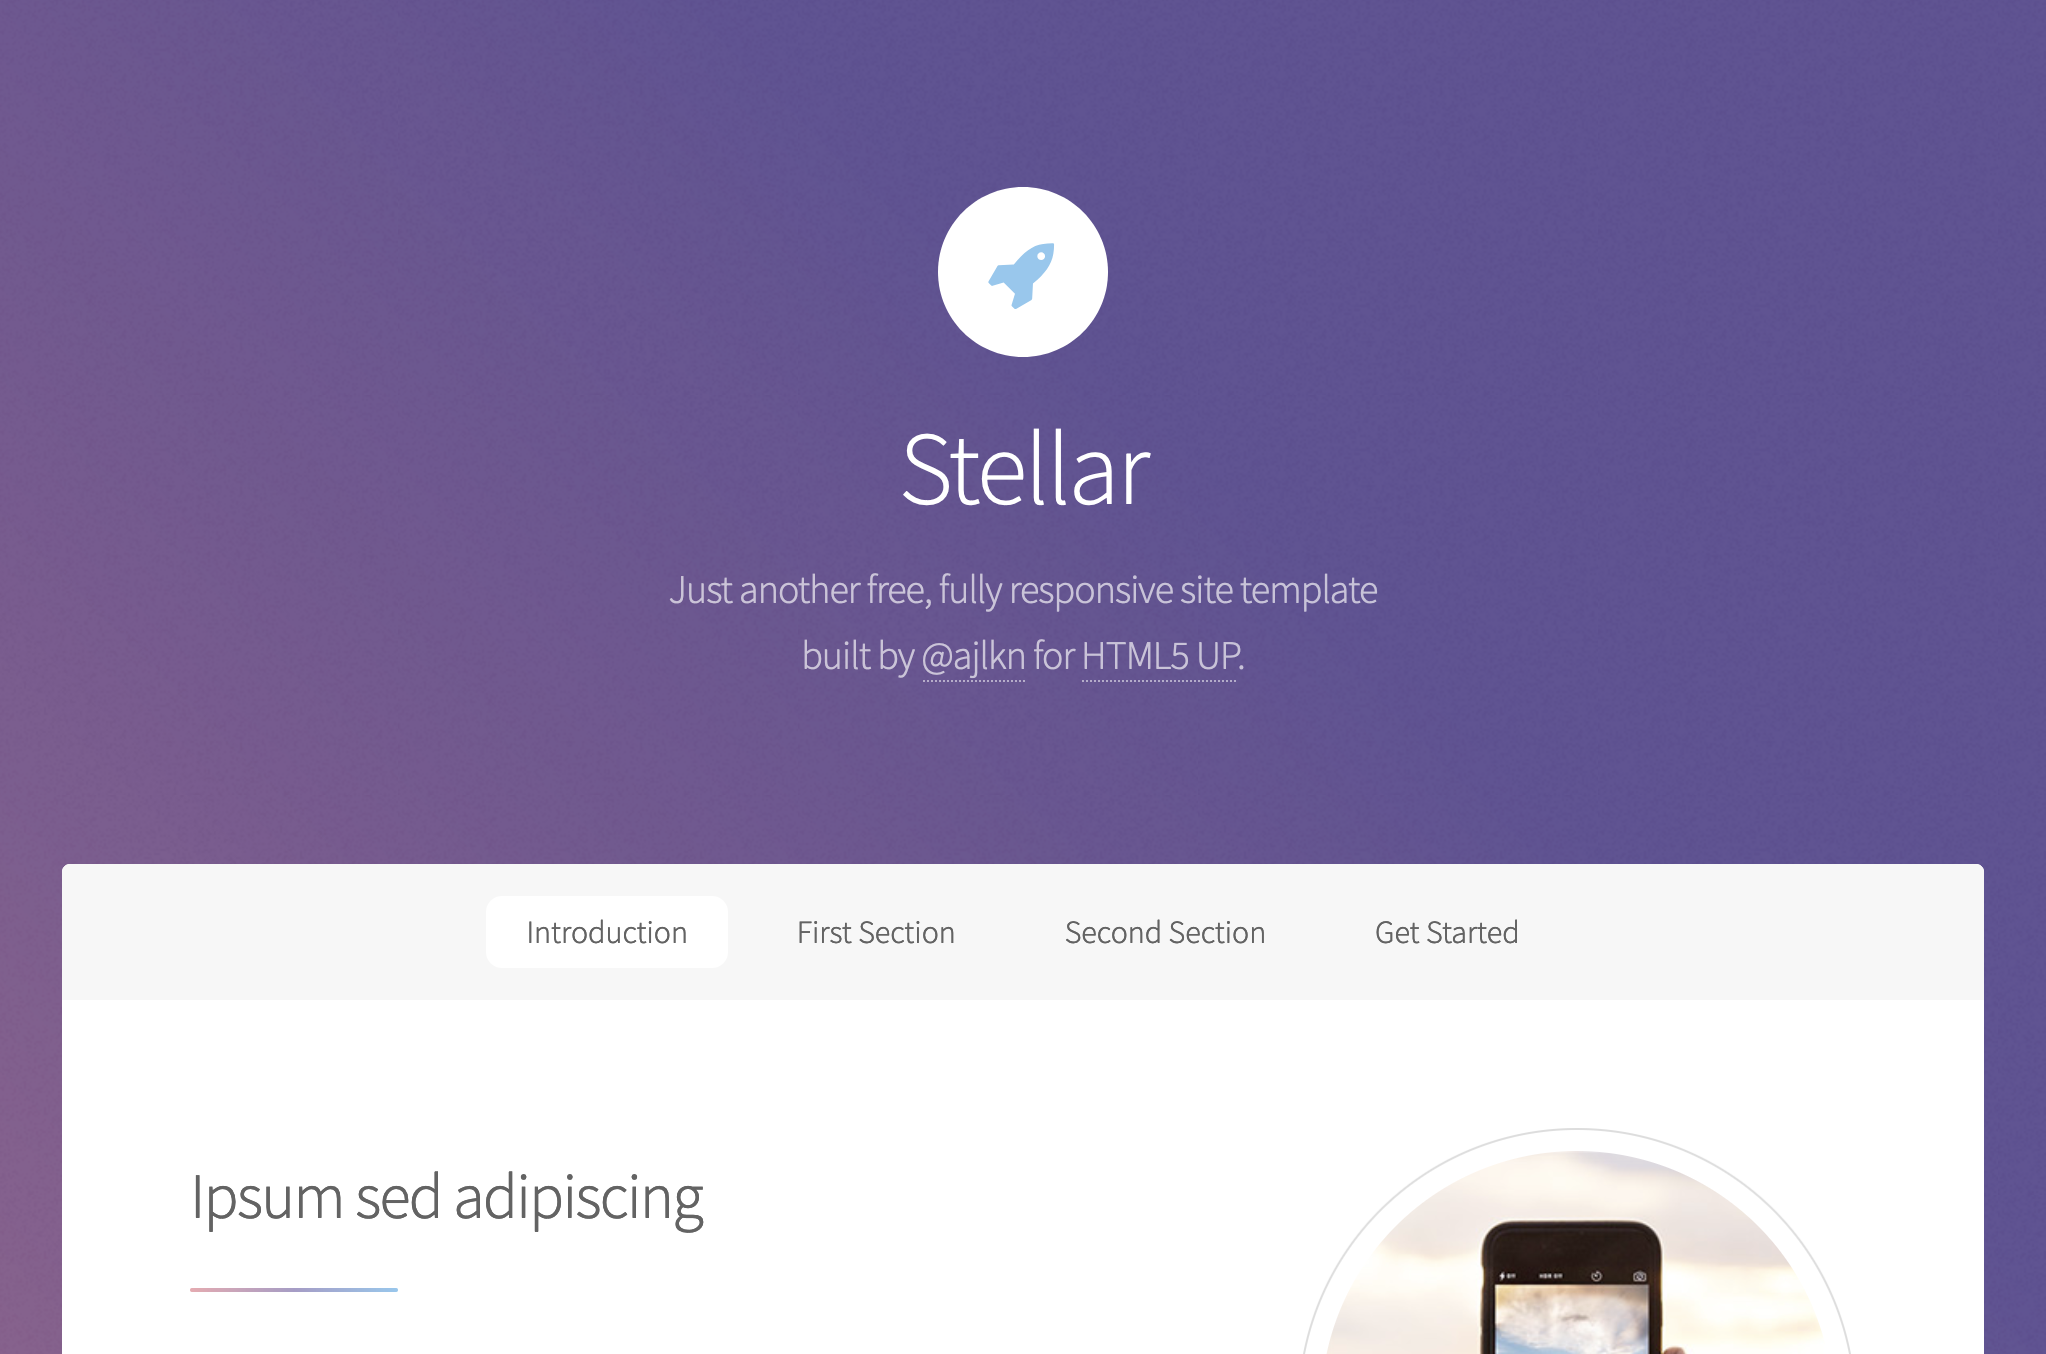 Stellar
Just another free, fully responsive site template
built by @ajlkn for HTML5 UP.
Introduction
First Section
Second Section
Get Started
Ipsum sed adipiscing